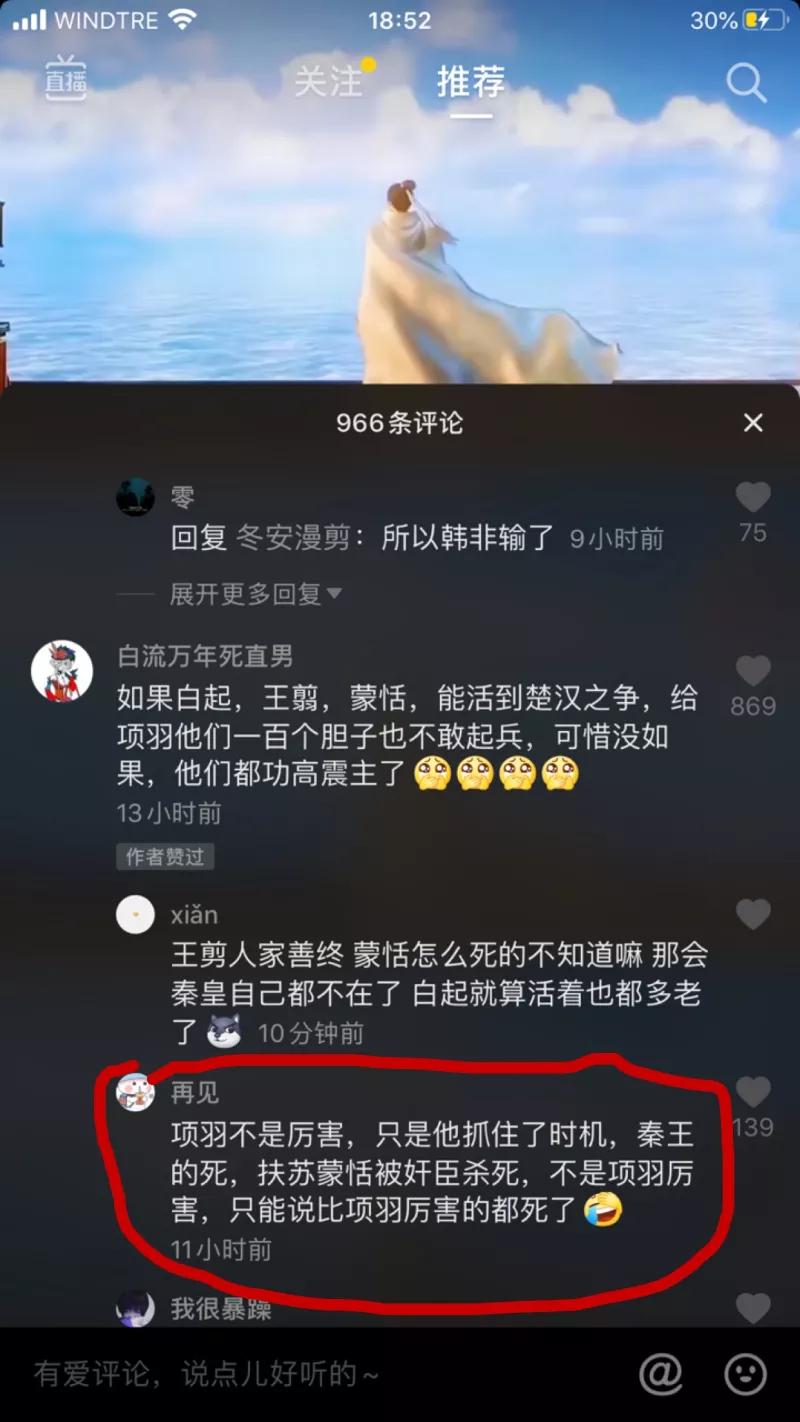 WINDTRE 18:52 30%
直播 关注 推荐
966条评论
零
回复 冬安漫剪：所以韩非输了 9小时前
75
展开更多回复
白流万年死直男
如果白起，王翦，蒙恬，能活到楚汉之争，给
项羽他们一百个胆子也不敢起兵，可惜没如
果，他们都功高震主了🥺🥺🥺🥺
869
13小时前
作者赞过
xiǎn
王剪人家善终 蒙恬怎么死的不知道嘛 那会
秦皇自己都不在了 白起就算活着也都多老
了 10分钟前
再见
项羽不是厉害，只是他抓住了时机，秦王
的死，扶苏蒙恬被奸臣杀死，不是项羽厉
害，只能说比项羽厉害的都死了
139
11小时前
我很暴躁
有爱评论，说点儿好听的~
@